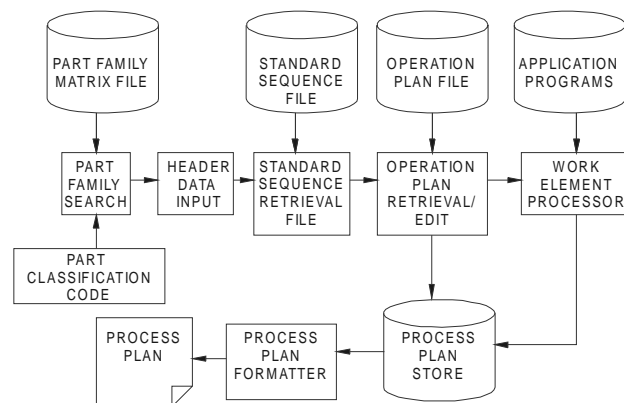 PART FAMILY
MATRIX FILE
STANDARD
SEQUENCE
FILE
OPERATION
PLAN FILE
APPLICATION
PROGRAMS
PART
FAMILY
SEARCH
HEADER
DATA
INPUT
STANDARD
SEQUENCE
RETRIEVAL
FILE
OPERATION
PLAN
RETRIEVAL/
EDIT
WORK
ELEMENT
PROCESSOR
PART
CLASSIFICATION
CODE
PROCESS
PLAN
PROCESS
PLAN
FORMATTER
PROCESS
PLAN
STORE